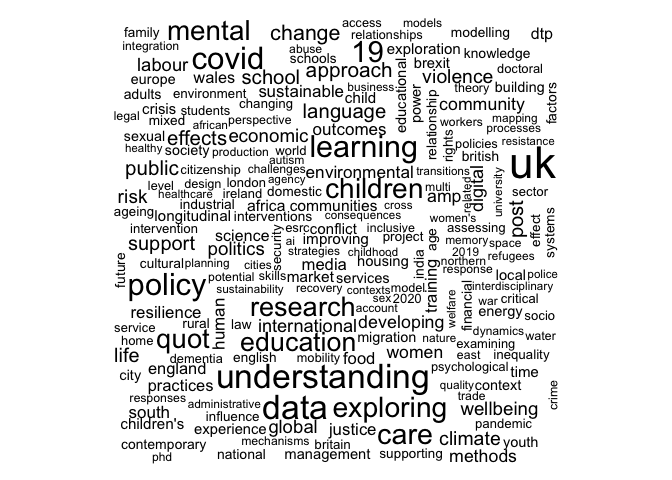 family mental change access models
integration relationships modelling dtp
labour covid abuse 19 exploration knowledge
europe wales school schools approach brexit doctoral
adults environment sustainable business educational violence theory building
crisis students changing child power relationship community factors
legal mixed african perspective language workers mapping
sexual effects economic outcomes rights processes
healthy society production world learning policies resistance
public citizenship challenges autism environmental transitions british uk
level design london agency children multi related digital university sector
risk healthcare ireland domestic amp post
ageing industrial africa communities cross women's effect systems
longitudinal interventions consequences assessing
intervention science security esrc conflict inclusive project age memory space
support politics ai improving 2019 refugees
future cultural planning cities strategies childhood india training northern
media housing response local police
policy potential skills market services interdisciplinary
sustainability recovery contexts model welfare financial energy
resilience human research sex 2020 war critical
rural law international account developing socio
service quot education migration nature dynamics water
home dementia english mobility food women examining
life england east inequality
city practices understanding psychological time
responses administrative quality context crime
south influence data exploring trade wellbeing
children's experience global justice care pandemic
contemporary mechanisms britain climate youth
phd national management supporting methods